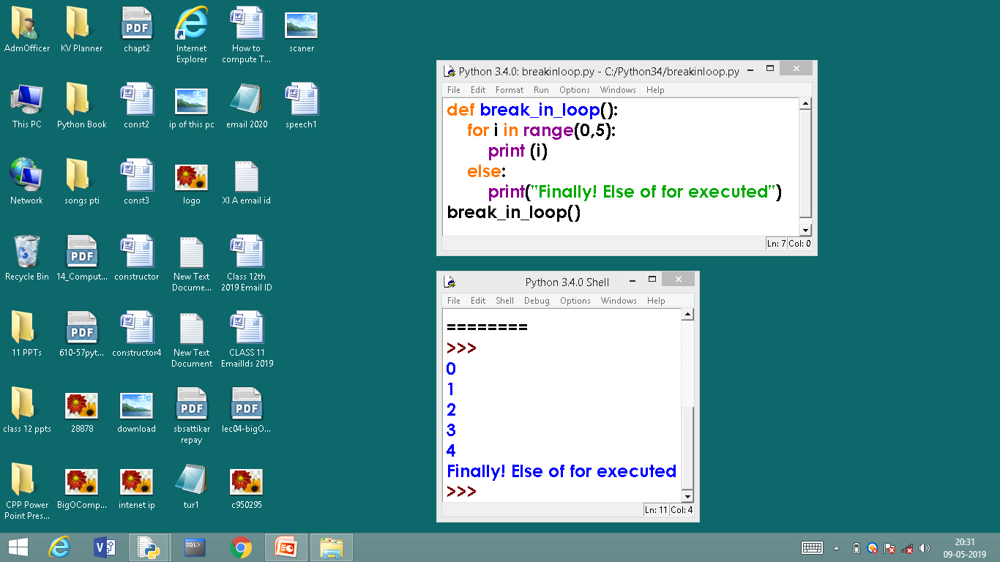 AdmOfficer
KV Planner
chapt2
Internet
Explorer
How to
compute T...
scaner
This PC
Python Book
const2
ip of this pc
email 2020
speech1
Network
songs pti
const3
logo
XI A email id
Recycle Bin
14_Comput...
constructor
New Text
Docume...
Class 12th
2019 Email ID
11 PPTs
610-57pyt...
constructor4
New Text
Document
CLASS 11
EmailIds 2019
class 12 ppts
28878
download
sbsattikar
repay
lec04-bigO...
CPP Power
Point Pres...
BigOComp...
intenet ip
tur1
c950295
PDF
PDF
PDF
PDF
PDF
Python 3.4.0: breakinloop.py - C:/Python34/breakinloop.py
File Edit Format Run Options Windows Help
def break_in_loop():
    for i in range(0,5):
        print (i)
    else:
        print("Finally! Else of for executed")
break_in_loop()
Ln: 7 Col: 0
Python 3.4.0 Shell
File Edit Shell Debug Options Windows Help
========
>>>
0
1
2
3
4
Finally! Else of for executed
>>>
Ln: 11 Col: 4
SQL>
20:31
09-05-2019